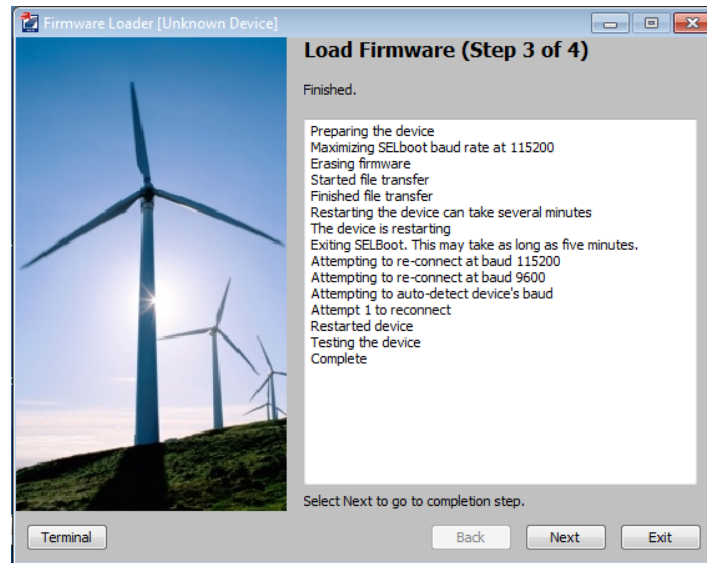 Firmware Loader [Unknown Device]
Load Firmware (Step 3 of 4)
Finished.
Preparing the device
Maximizing SELboot baud rate at 115200
Erasing firmware
Started file transfer
Finished file transfer
Restarting the device can take several minutes
The device is restarting
Exiting SELBoot. This may take as long as five minutes.
Attempting to re-connect at baud 115200
Attempting to re-connect at baud 9600
Attempting to auto-detect device's baud
Attempt 1 to reconnect
Restarted device
Testing the device
Complete
Select Next to go to completion step.
Terminal
Back
Next
Exit